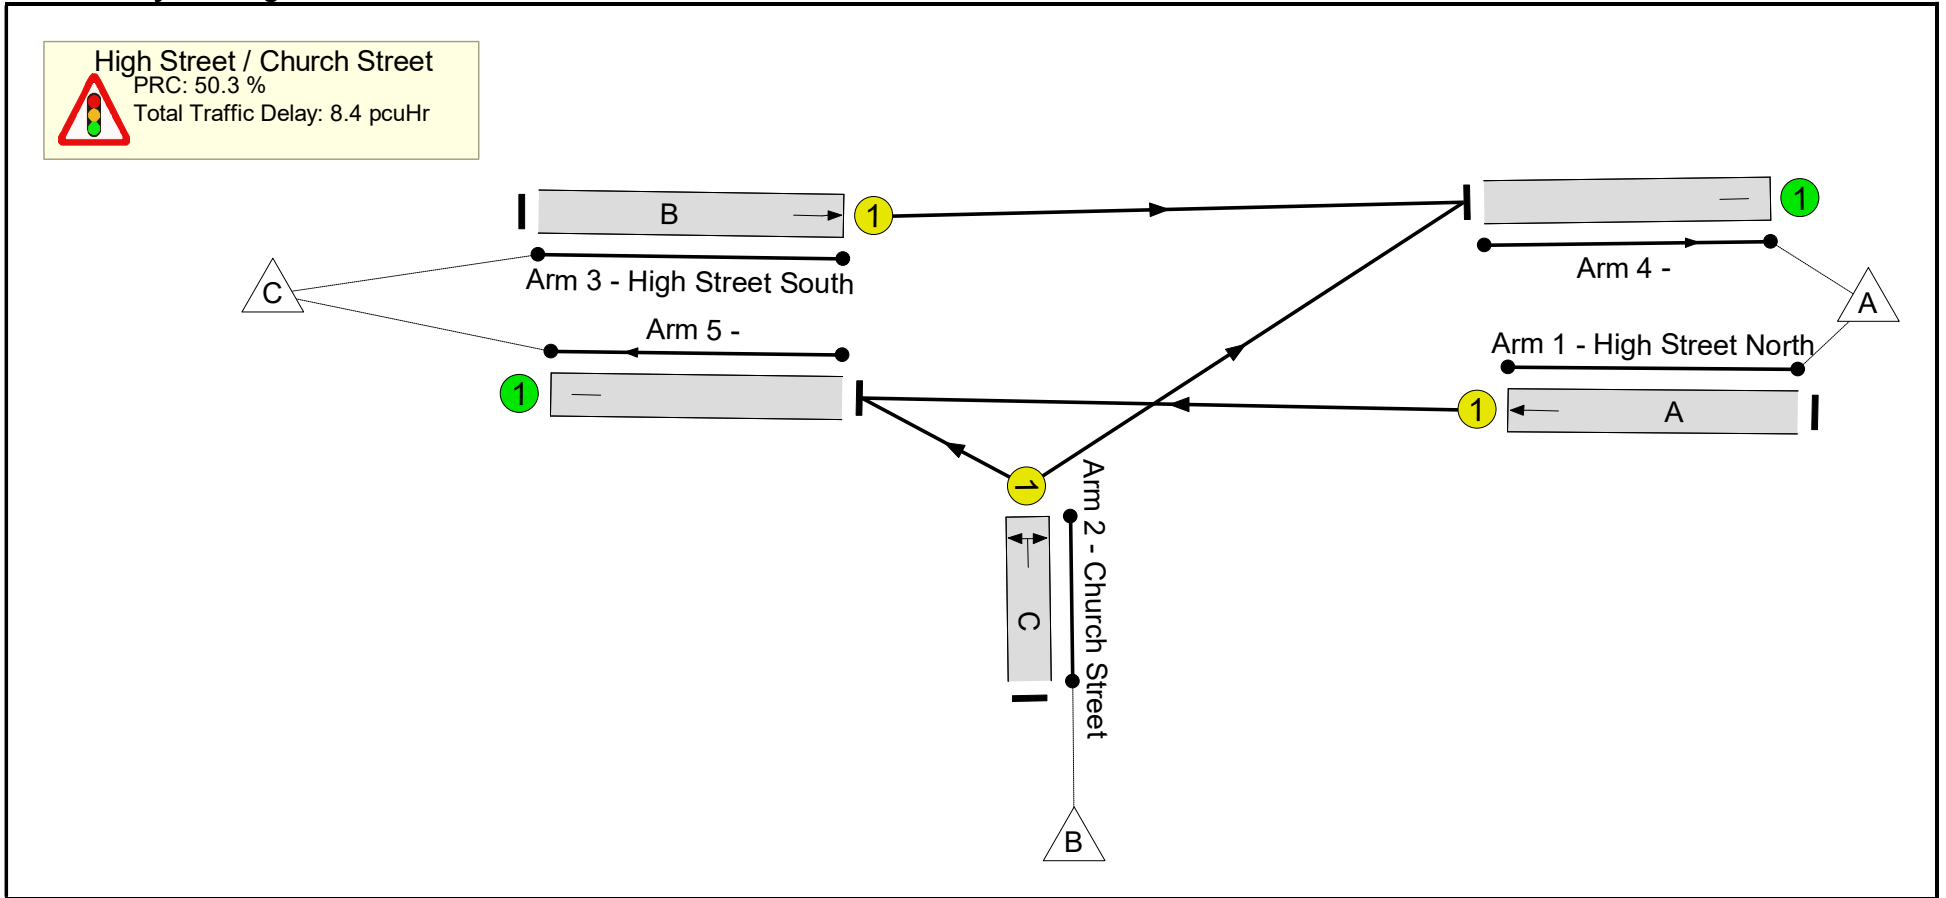 High Street / Church Street
PRC: 50.3 %
Total Traffic Delay: 8.4 pcuHr
B
1
1
Arm 3 - High Street South
Arm 4 -
C
A
Arm 5 -
Arm 1 - High Street North
1
1
A
1
Arm 2 - Church Street
C
B